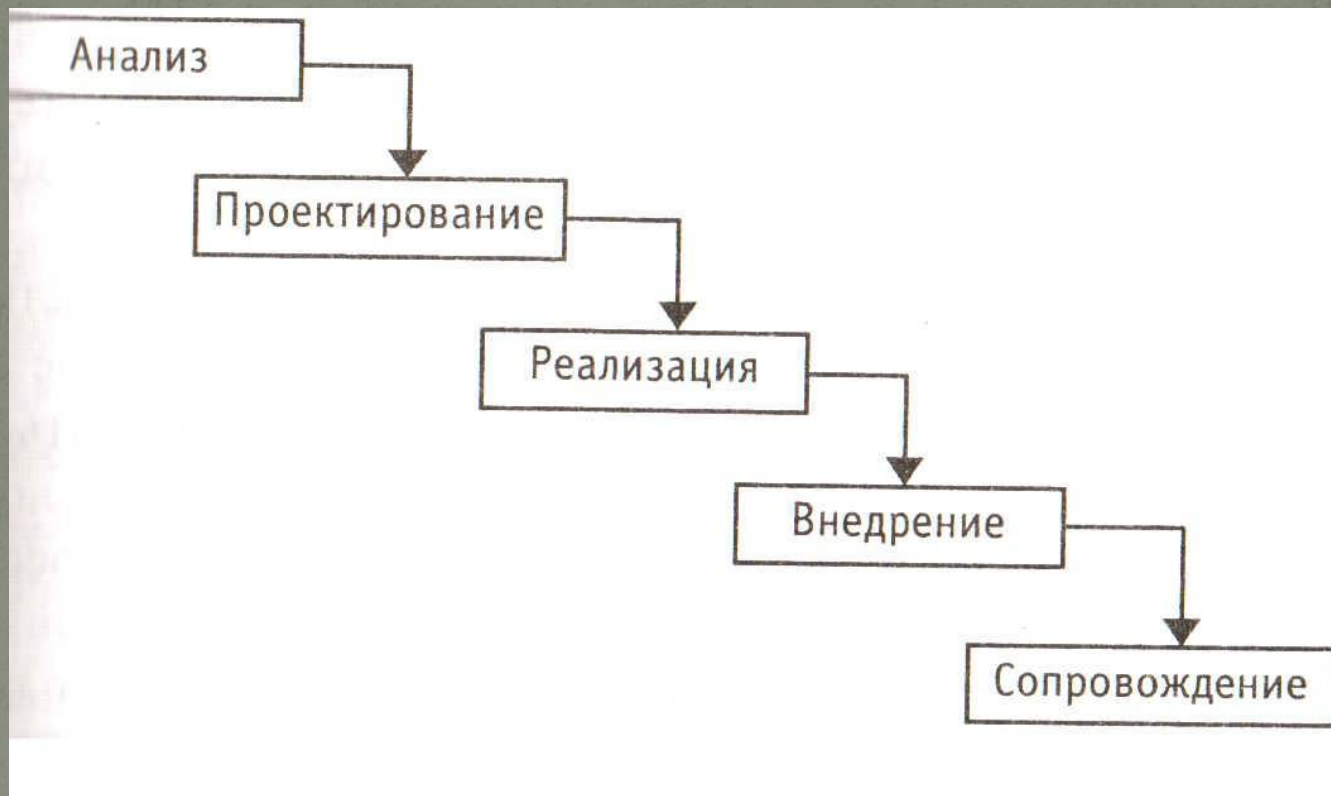 Анализ
Проектирование
Реализация
Внедрение
Сопровождение